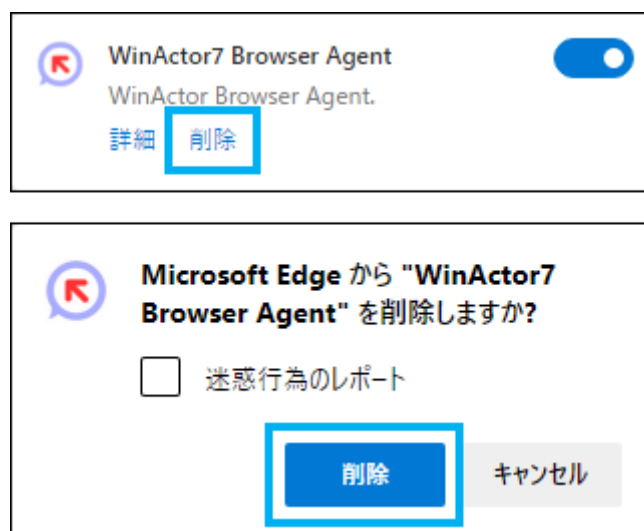 WinActor7 Browser Agent
WinActor Browser Agent.
詳細 削除
Microsoft Edge から "WinActor7
Browser Agent" を削除しますか?
迷惑行為のレポート
削除 キャンセル